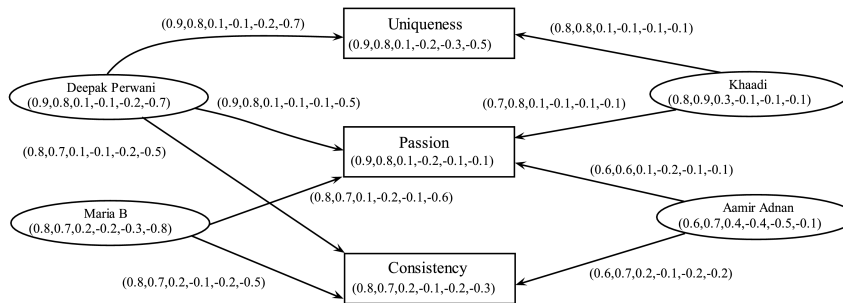 (0.9,0.8,0.1,-0.1,-0.2,-0.7)
Uniqueness
(0.9,0.8,0.1,-0.2,-0.3,-0.5)
(0.8,0.8,0.1,-0.1,-0.1,-0.1)
Deepak Perwani
(0.9,0.8,0.1,-0.1,-0.2,-0.7)
Khaadi
(0.8,0.9,0.3,-0.1,-0.1,-0.1)
(0.9,0.8,0.1,-0.1,-0.1,-0.5)
(0.7,0.8,0.1,-0.1,-0.1,-0.1)
Passion
(0.9,0.8,0.1,-0.2,-0.1,-0.1)
(0.8,0.7,0.1,-0.1,-0.2,-0.5)
(0.6,0.6,0.1,-0.2,-0.1,-0.1)
(0.8,0.7,0.1,-0.2,-0.1,-0.6)
Maria B
(0.8,0.7,0.2,-0.2,-0.3,-0.8)
Aamir Adnan
(0.6,0.7,0.4,-0.4,-0.5,-0.1)
Consistency
(0.8,0.7,0.2,-0.1,-0.2,-0.3)
(0.8,0.7,0.2,-0.1,-0.2,-0.5)
(0.6,0.7,0.2,-0.1,-0.2,-0.2)